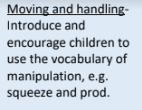 Moving and handling-
Introduce and
encourage children to
use the vocabulary of
manipulation, e.g.
squeeze and prod.